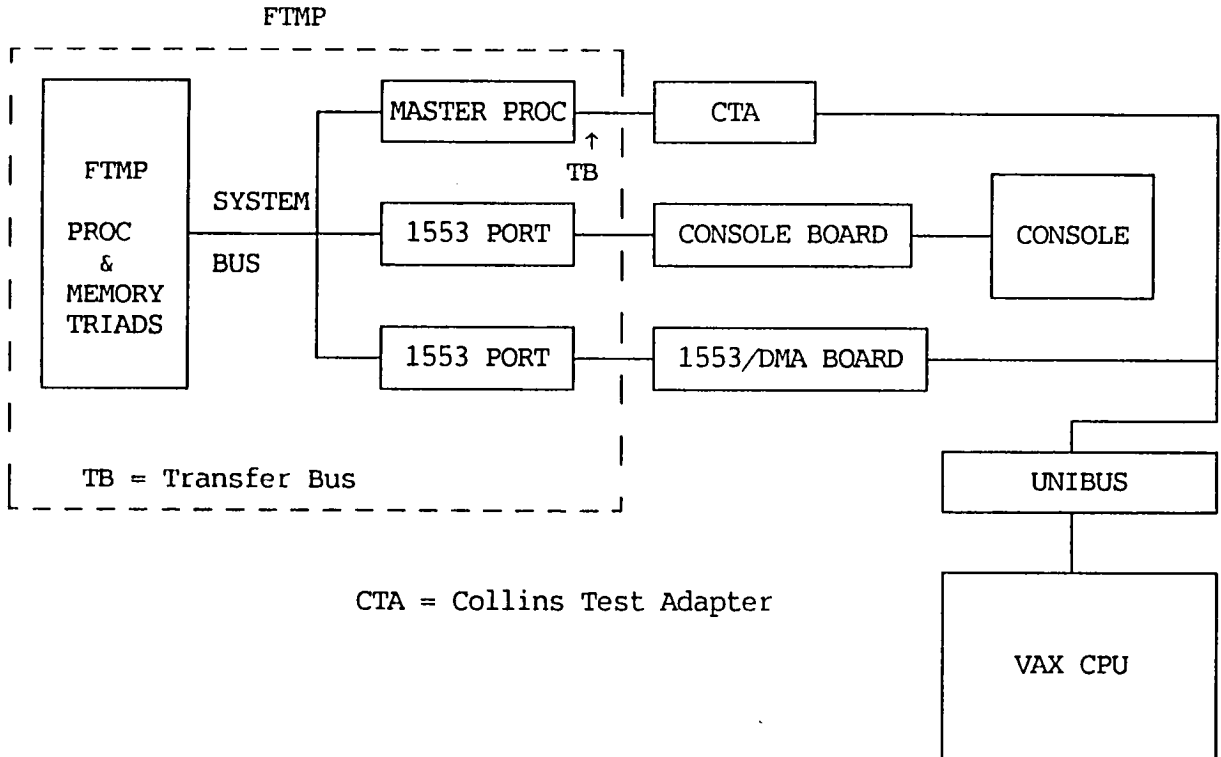 FTMP
MASTER PROC
CTA
↑
TB
FTMP
PROC
&
MEMORY
TRIADS
SYSTEM
BUS
1553 PORT
CONSOLE BOARD
CONSOLE
1553 PORT
1553/DMA BOARD
TB = Transfer Bus
UNIBUS
CTA = Collins Test Adapter
VAX CPU